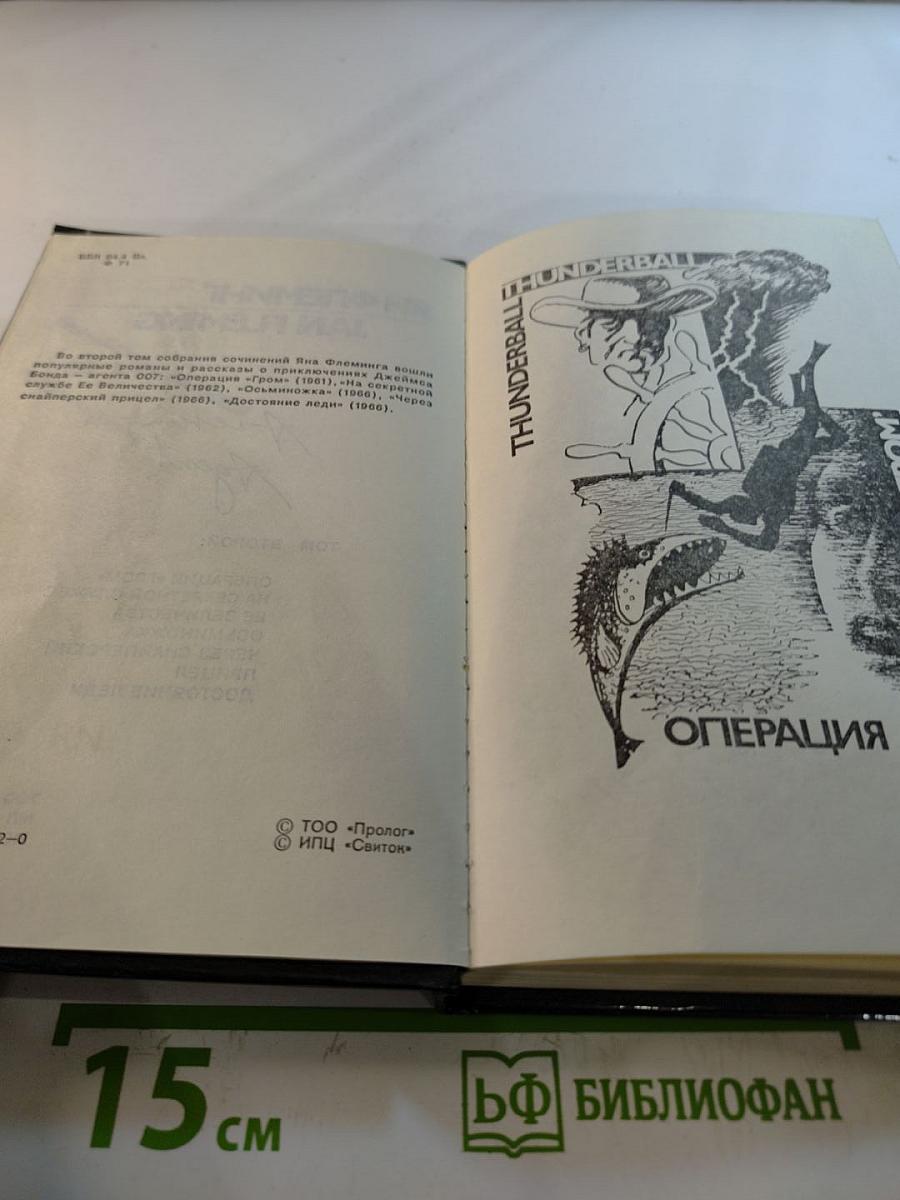 ББК 84.4 Вл
Ф 71
Во второй том собрания сочинений Яна Флеминга вошли
популярные романы и рассказы о приключениях Джеймса
Бонда — агента 007: «Операция «Гром» (1961), «На секретной
службе Ее Величества» (1962), «Осьминожка» (1966), «Через
снайперский прицел» (1966), «Достояние леди» (1966).
2—0
© ТОО «Пролог»
© ИПЦ «Свиток»
THUNDERBALL
THUNDERBALL
ОПЕРАЦИЯ
15 см
БФ БИБЛИОФАН